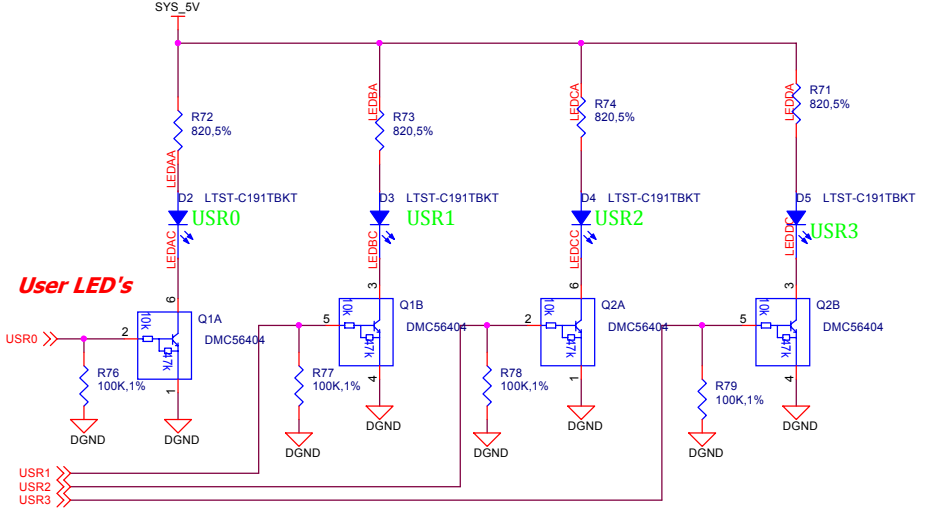 SYS_5V
R72
820,5%
LEDAA
D2 LTST-C191TBKT
USR0
LEDAC
LEDBA
R73
820,5%
D3 LTST-C191TBKT
USR1
LEDBC
LEDCA
R74
820,5%
D4 LTST-C191TBKT
USR2
LEDCC
LEDDA
R71
820,5%
D5 LTST-C191TBKT
USR3
LEDDC
User LED's
USR0
2
6
10k
47k
Q1A
DMC56404
1
R76
100K,1%
DGND
DGND
5
3
10k
47k
Q1B
DMC56404
4
R77
100K,1%
DGND
DGND
2
6
10k
47k
Q2A
DMC56404
1
R78
100K,1%
DGND
DGND
5
3
10k
47k
Q2B
DMC56404
4
R79
100K,1%
DGND
DGND
USR1
USR2
USR3